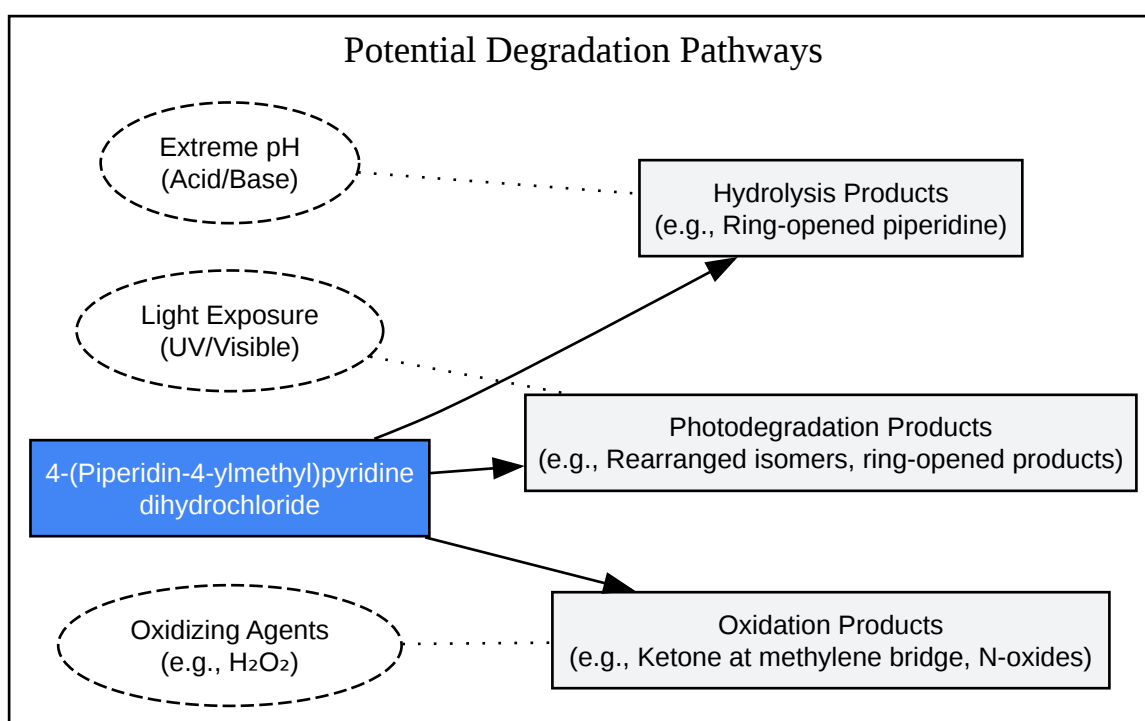 Potential Degradation Pathways
Extreme pH
(Acid/Base)
Hydrolysis Products
(e.g., Ring-opened piperidine)
Light Exposure
(UV/Visible)
Photodegradation Products
(e.g., Rearranged isomers, ring-opened products)
4-(Piperidin-4-ylmethyl)pyridine
dihydrochloride
Oxidizing Agents
(e.g., H₂O₂)
Oxidation Products
(e.g., Ketone at methylene bridge, N-oxides)